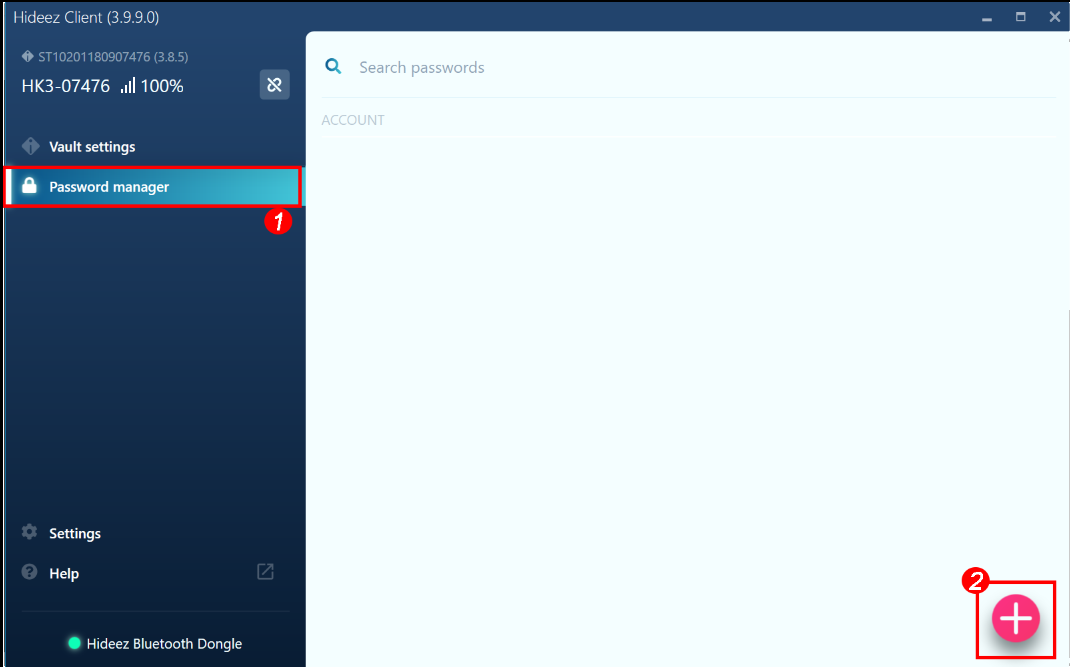 Hideez Client (3.9.9.0)
ST10201180907476 (3.8.5)
HK3-07476 100%
Vault settings
Password manager
1
Settings
Help
Hideez Bluetooth Dongle
Search passwords
ACCOUNT
2